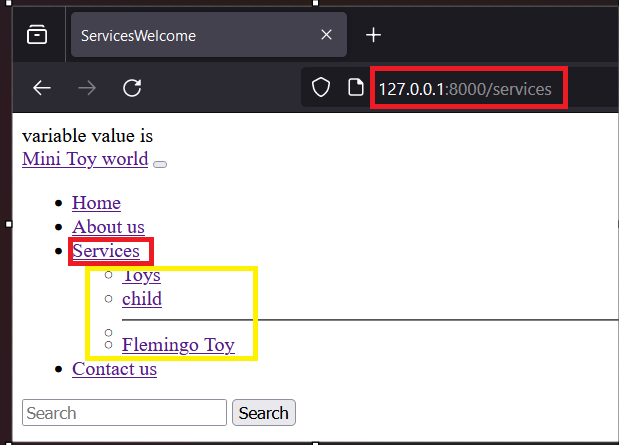 ServicesWelcome
127.0.0.1:8000/services
variable value is
Mini Toy world
Home
About us
Services
Toys
child
Flemingo Toy
Contact us
Search Search